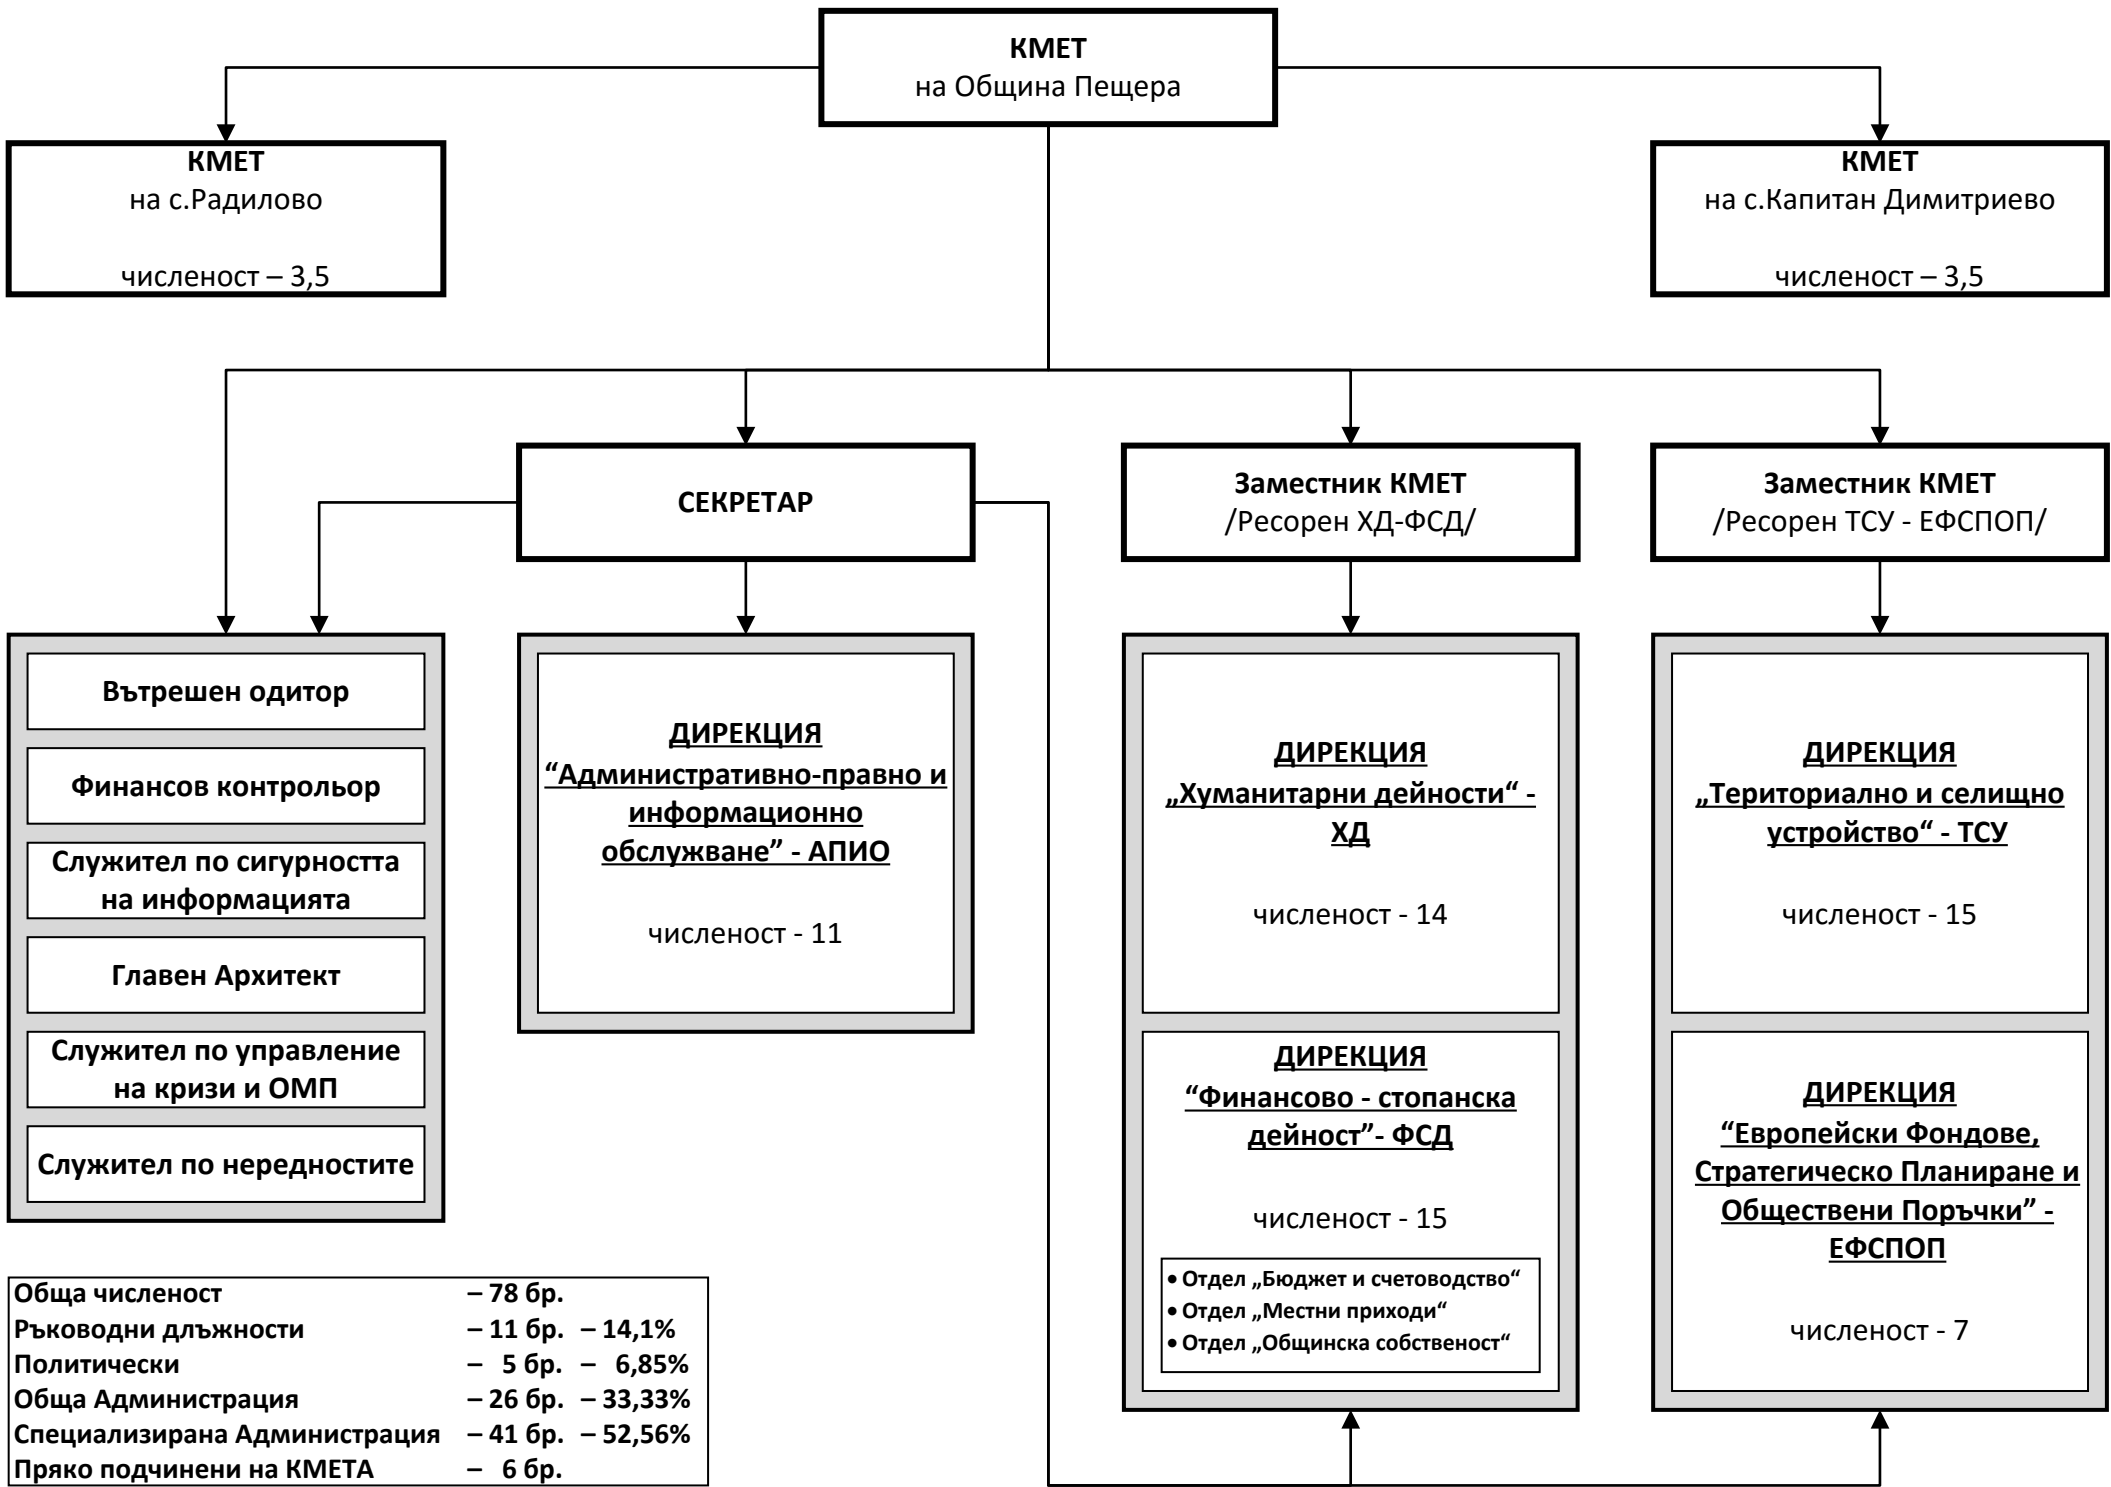 КМЕТ
на Община Пещера
КМЕТ
на с.Радилово
численост – 3,5
КМЕТ
на с.Капитан Димитриево
численост – 3,5
СЕКРЕТАР
Заместник КМЕТ
/Ресорен ХД-ФСД/
Заместник КМЕТ
/Ресорен ТСУ - ЕФСПОП/
Вътрешен одитор
Финансов контрольор
Служител по сигурността
на информацията
Главен Архитект
Служител по управление
на кризи и ОМП
Служител по нередностите
ДИРЕКЦИЯ
“Административно-правно и
информационно
обслужване” - АПИО
численост - 11
ДИРЕКЦИЯ
„Хуманитарни дейности“ -
ХД
численост - 14
ДИРЕКЦИЯ
“Финансово - стопанска
дейност”- ФСД
численост - 15
• Отдел „Бюджет и счетоводство“
• Отдел „Местни приходи“
• Отдел „Общинска собственост“
ДИРЕКЦИЯ
„Териториално и селищно
устройство“ - ТСУ
численост - 15
ДИРЕКЦИЯ
“Европейски Фондове,
Стратегическо Планиране и
Обществени Поръчки” -
ЕФСПОП
численост - 7
Обща численост – 78 бр.
Ръководни длъжности – 11 бр. – 14,1%
Политически – 5 бр. – 6,85%
Обща Администрация – 26 бр. – 33,33%
Специализирана Администрация – 41 бр. – 52,56%
Пряко подчинени на КМЕТА – 6 бр.